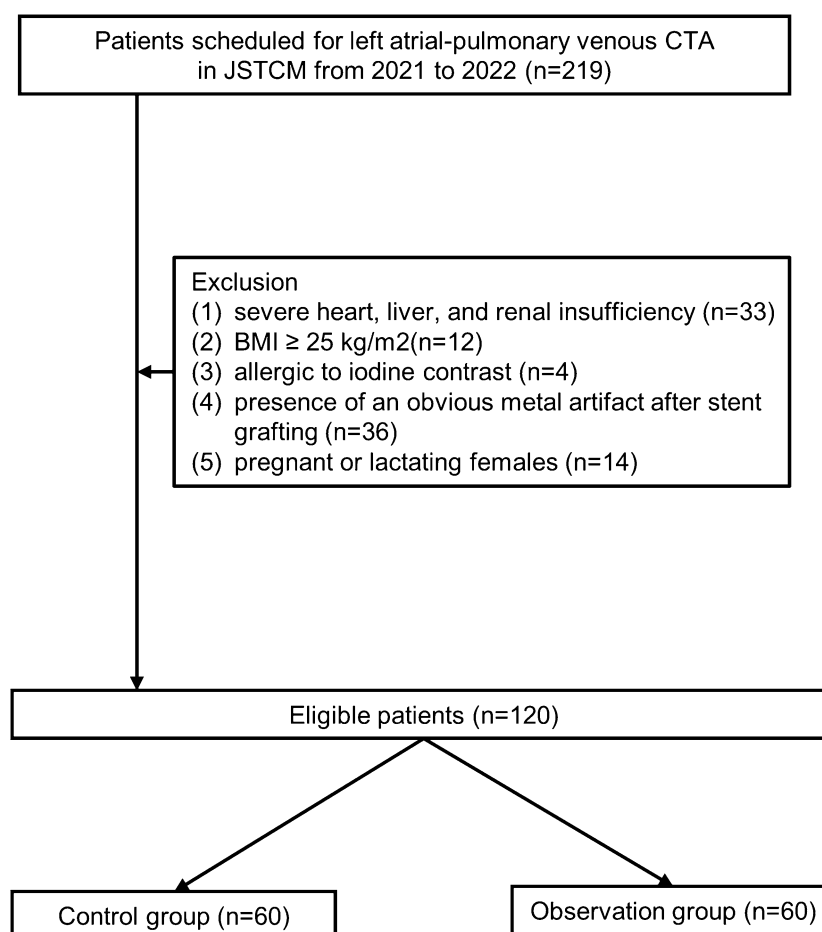 Patients scheduled for left atrial-pulmonary venous CTA
in JSTCM from 2021 to 2022 (n=219)
Exclusion
(1) severe heart, liver, and renal insufficiency (n=33)
(2) BMI ≥ 25 kg/m2(n=12)
(3) allergic to iodine contrast (n=4)
(4) presence of an obvious metal artifact after stent
grafting (n=36)
(5) pregnant or lactating females (n=14)
Eligible patients (n=120)
Control group (n=60)
Observation group (n=60)